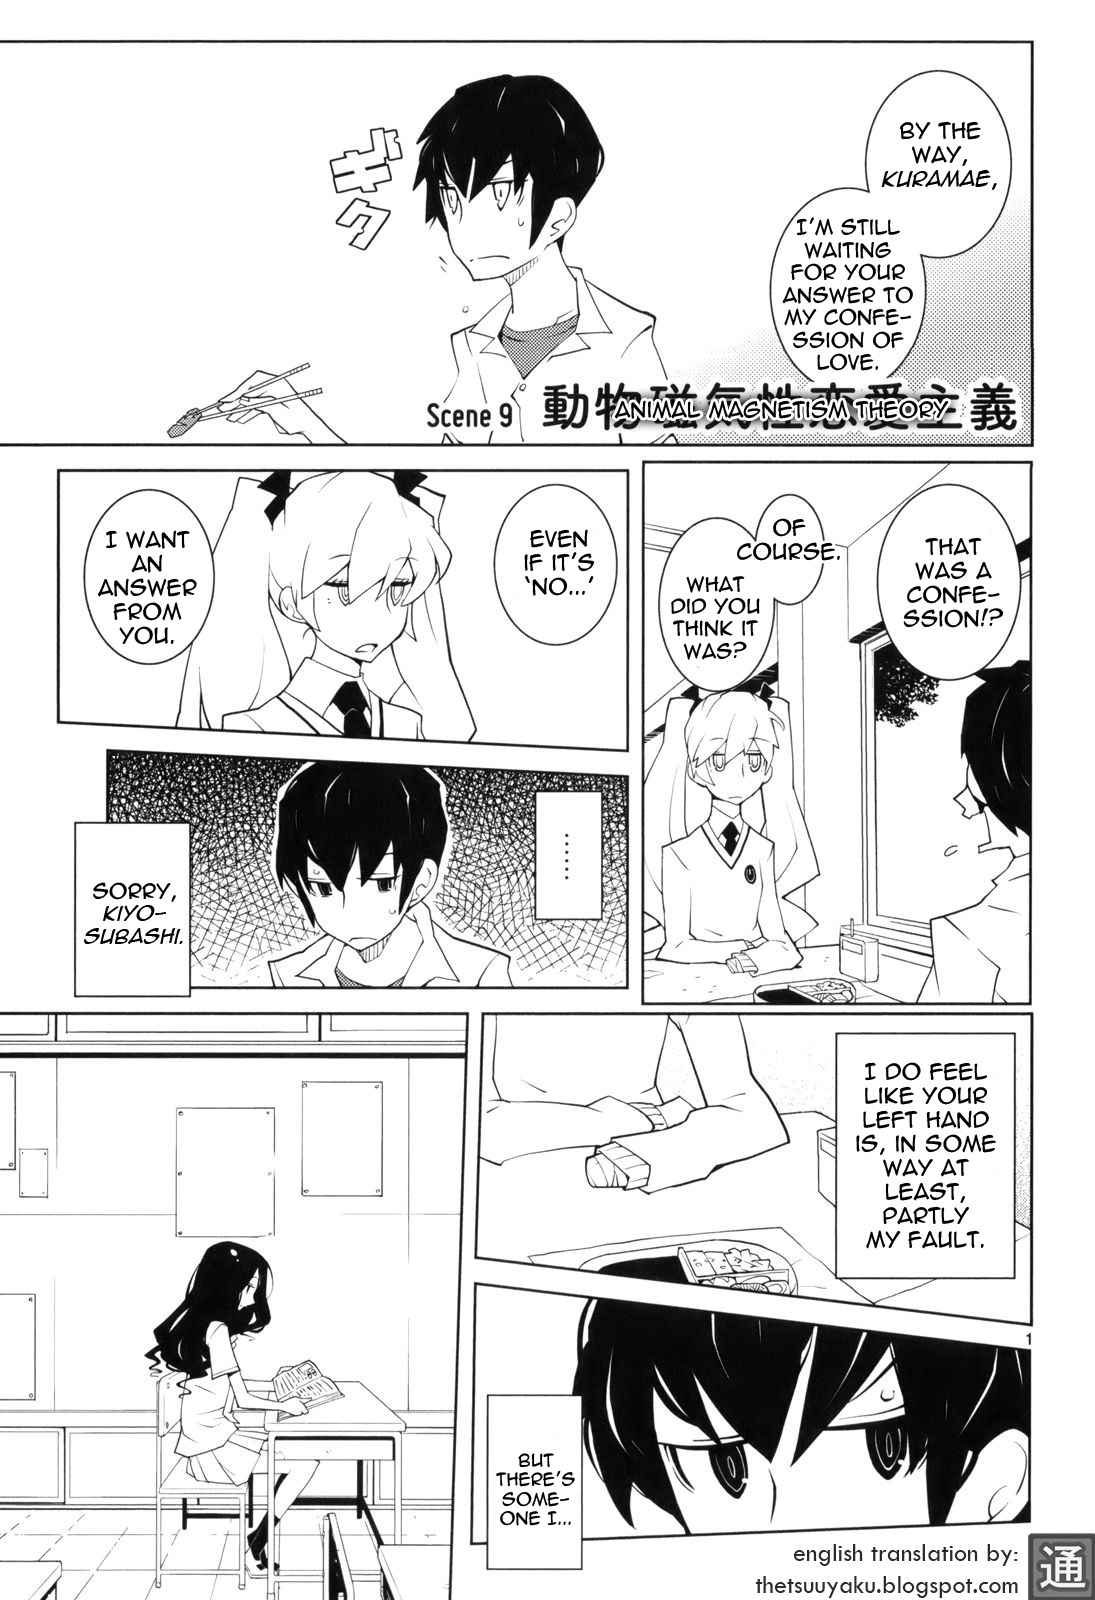 BY THE
WAY,
KURAMAE,
I'M STILL
WAITING
FOR YOUR
ANSWER TO
MY CONFE-
SSION OF
LOVE.
ギクッ
Scene 9 動物磁気性恋愛主義
ANIMAL MAGNETISM THEORY
THAT
WAS A
CONFE-
SSION!?
OF
COURSE.
WHAT
DID YOU
THINK IT
WAS?
EVEN
IF IT'S
'NO...'
I WANT
AN
ANSWER
FROM
YOU.
......
SORRY,
KIYO-
SUBASHI.
I DO FEEL
LIKE YOUR
LEFT HAND
IS, IN SOME
WAY AT
LEAST,
PARTLY
MY FAULT.
1
BUT
THERE'S
SOME-
ONE I...
english translation by:
thetsuuyaku.blogspot.com
通